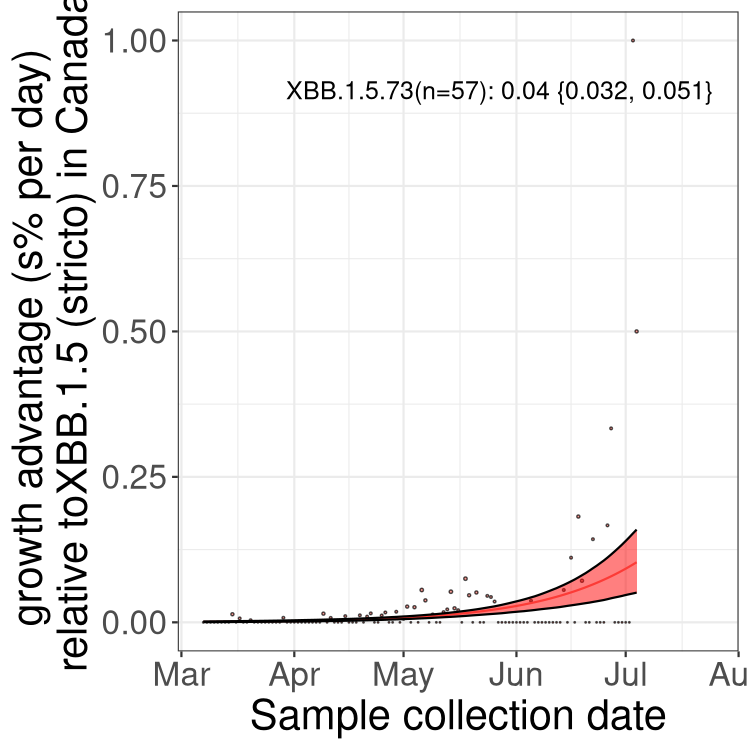 growth advantage (s% per day)
relative toXBB.1.5 (stricto) in Canada
1.00
0.75
0.50
0.25
0.00
XBB.1.5.73(n=57): 0.04 {0.032, 0.051}
Mar Apr May Jun Jul Au
Sample collection date